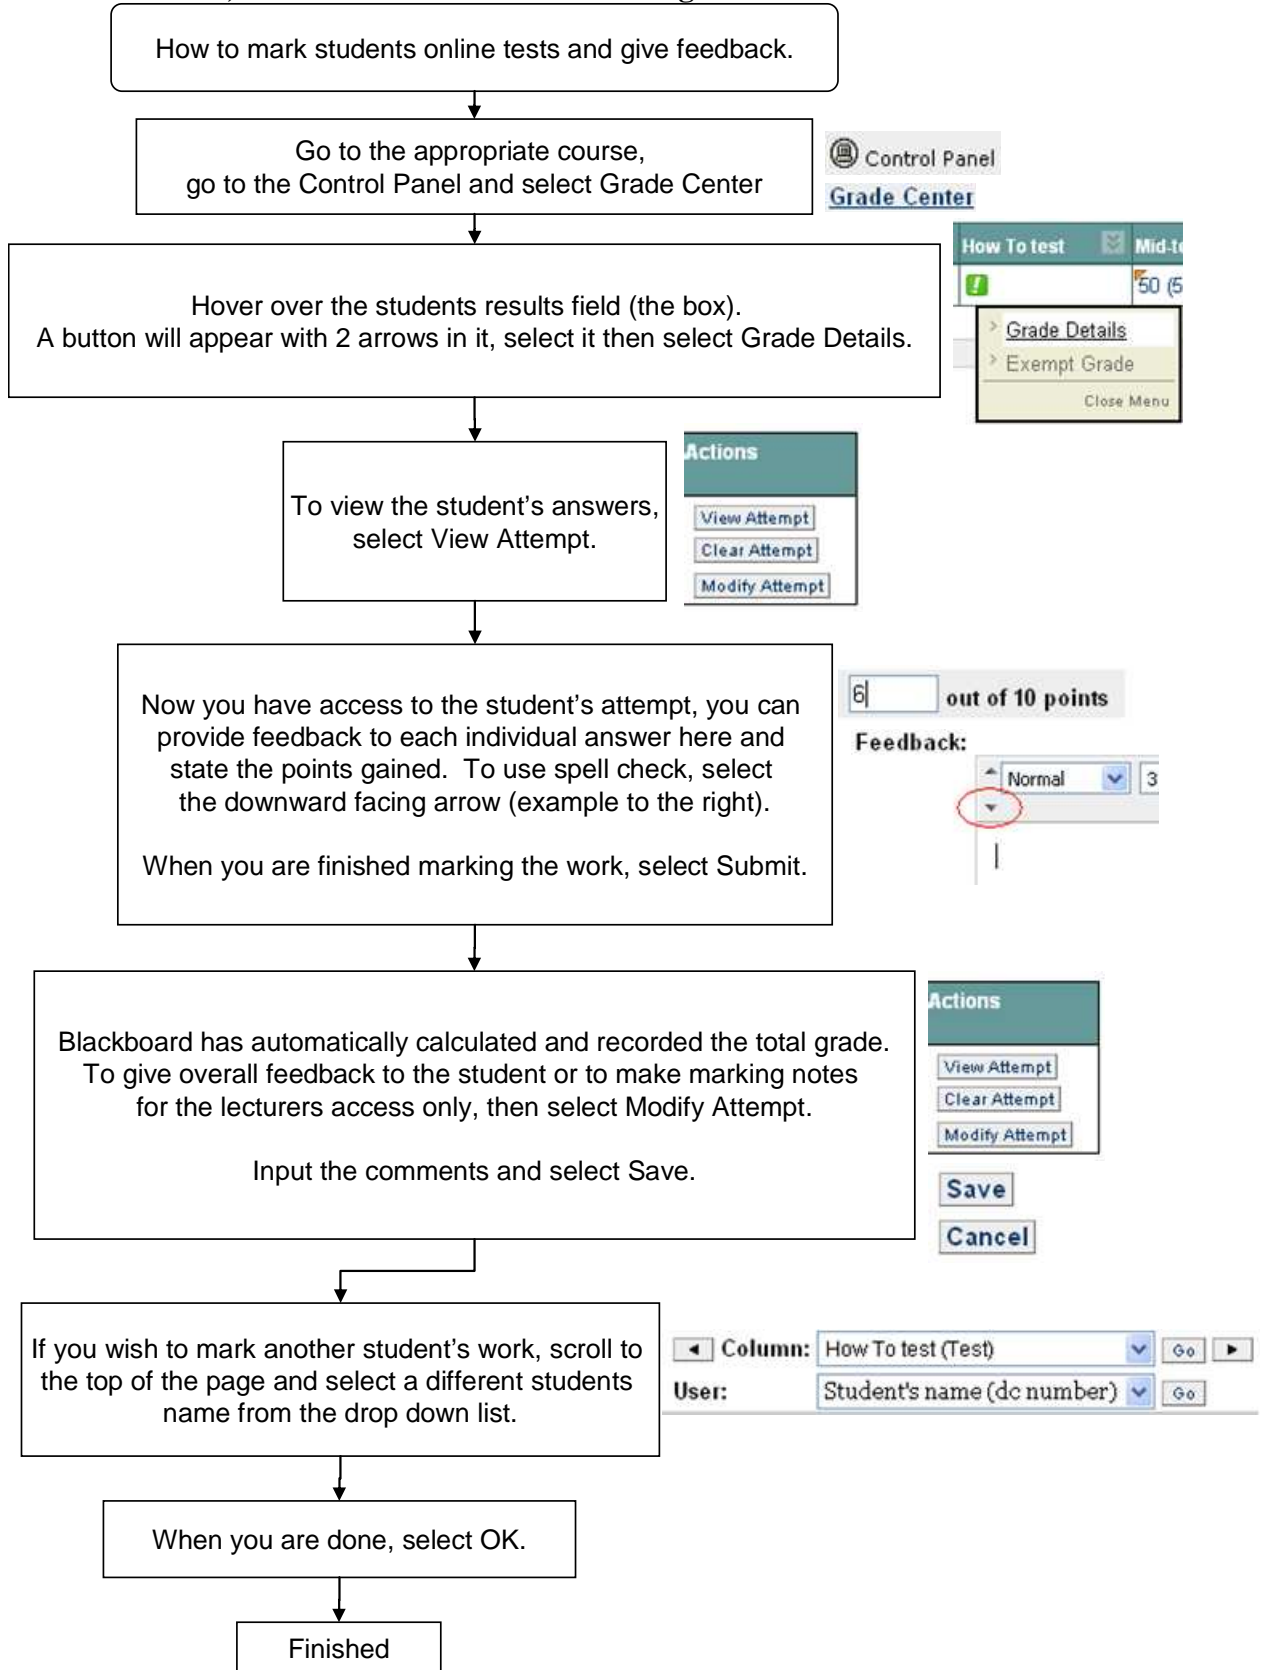 How to mark students online tests and give feedback.
Go to the appropriate course,
go to the Control Panel and select Grade Center
Control Panel
Grade Center
Hover over the students results field (the box).
A button will appear with 2 arrows in it, select it then select Grade Details.
How To test
50 (5
Grade Details
Exempt Grade
Close Menu
To view the student's answers,
select View Attempt.
Actions
View Attempt
Clear Attempt
Modify Attempt
Now you have access to the student's attempt, you can
provide feedback to each individual answer here and
state the points gained. To use spell check, select
the downward facing arrow (example to the right).
When you are finished marking the work, select Submit.
6 out of 10 points
Feedback:
Normal 3
Blackboard has automatically calculated and recorded the total grade.
To give overall feedback to the student or to make marking notes
for the lecturers access only, then select Modify Attempt.
Input the comments and select Save.
Actions
View Attempt
Clear Attempt
Modify Attempt
Save
Cancel
If you wish to mark another student's work, scroll to
the top of the page and select a different students
name from the drop down list.
Column: How To test (Test) Go
User: Student's name (dc number) Go
When you are done, select OK.
Finished